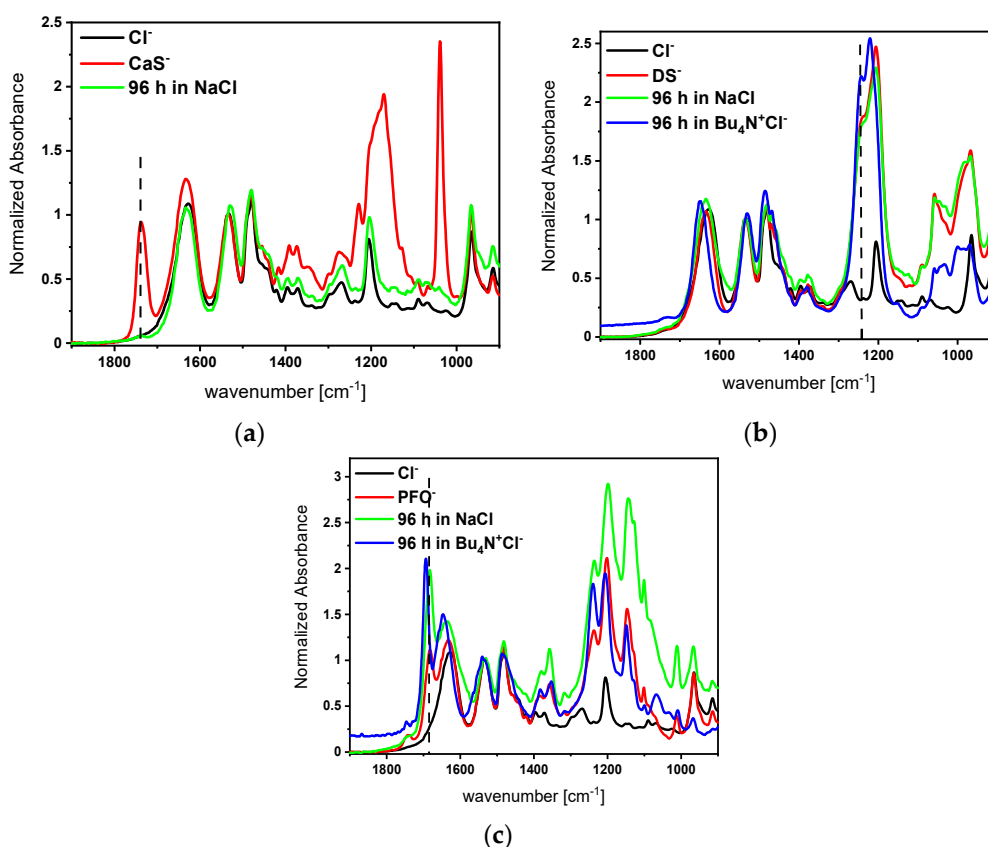 Cl⁻
CaS⁻
96 h in NaCl
Normalized Absorbance
2.5
2
1.5
1
0.5
0
1800 1600 1400 1200 1000
wavenumber [cm⁻¹]
(a)
Cl⁻
DS⁻
96 h in NaCl
96 h in Bu₄N⁺Cl⁻
Normalized Absorbance
2.5
2
1.5
1
0.5
0
1800 1600 1400 1200 1000
wavenumber [cm⁻¹]
(b)
Cl⁻
PFO⁻
96 h in NaCl
96 h in Bu₄N⁺Cl⁻
Normalized Absorbance
3
2.5
2
1.5
1
0.5
0
1800 1600 1400 1200 1000
wavenumber [cm⁻¹]
(c)